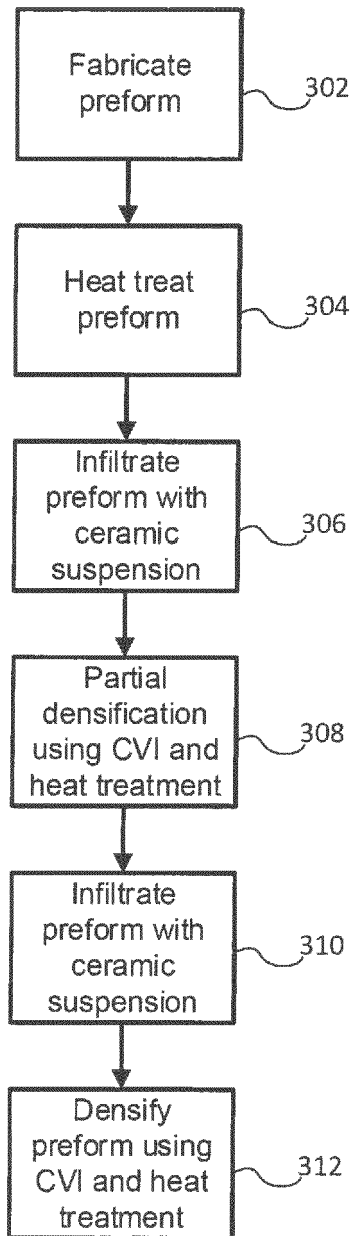 Fabricate
preform
302
Heat treat
preform
304
Infiltrate
preform with
ceramic
suspension
306
Partial
densification
using CVI and
heat treatment
308
Infiltrate
preform with
ceramic
suspension
310
Densify
preform using
CVI and heat
treatment
312